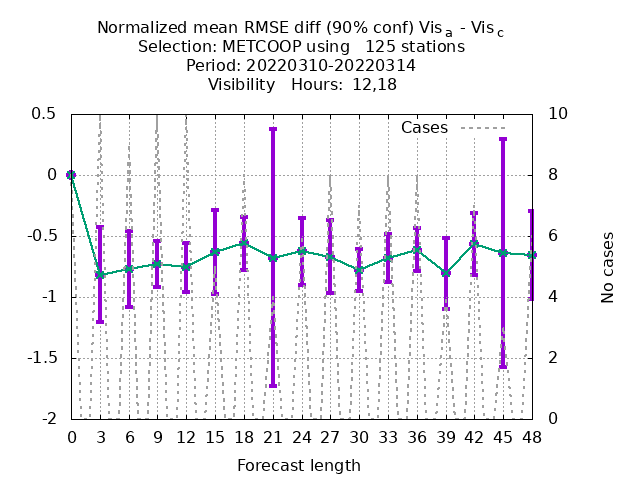 Normalized mean RMSE diff (90% conf) Vis a - Vis c
Selection: METCOOP using 125 stations
Period: 20220310-20220314
Visibility Hours: 12,18
0.5
0
-0.5
-1
-1.5
-2
Cases
10
8
6
4
2
0
No cases
0 3 6 9 12 15 18 21 24 27 30 33 36 39 42 45 48
Forecast length